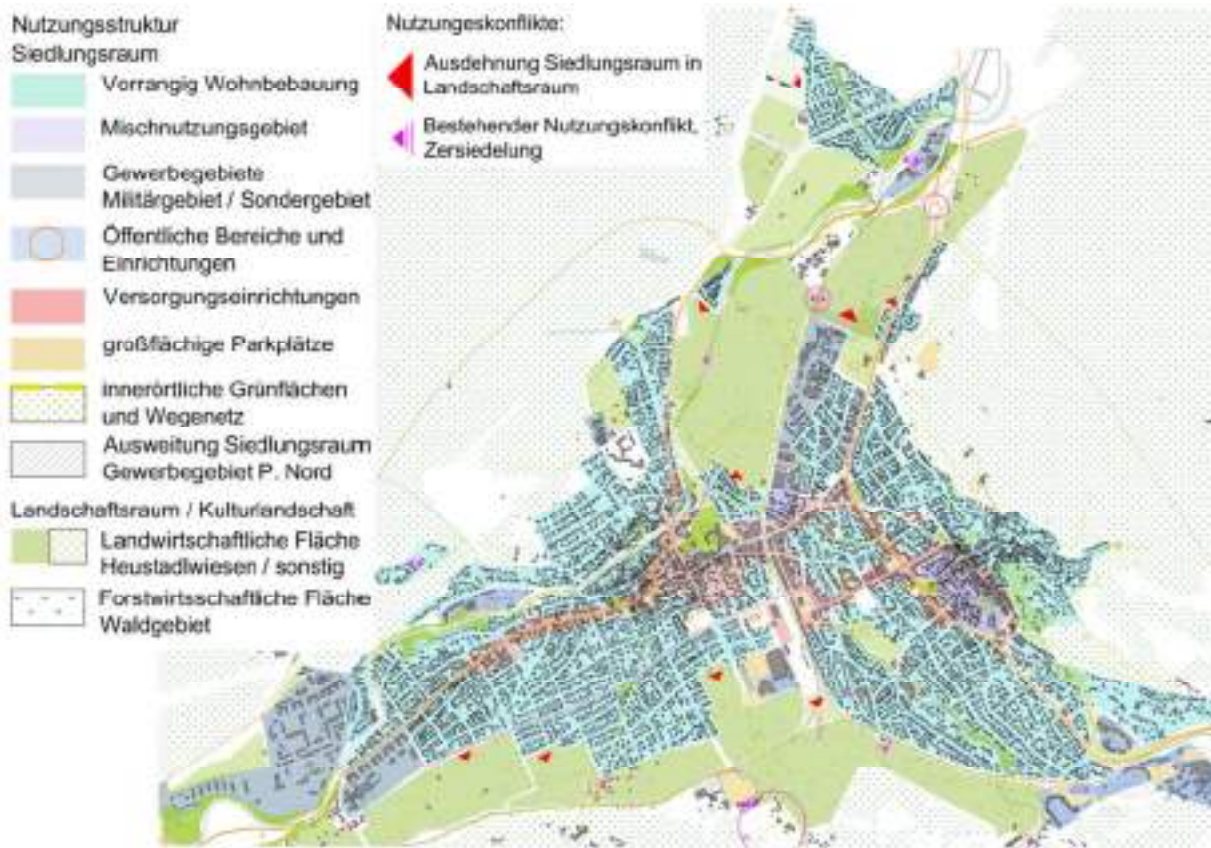 Nutzungsstruktur
Siedlungsraum
Vorrangig Wohnbebauung
Mischnutzungsgebiet
Gewerbegebiete
Militärgebiet / Sondergebiet
Öffentliche Bereiche und
Einrichtungen
Versorgungseinrichtungen
großflächige Parkplätze
innerörtliche Grünflächen
und Wegenetz
Ausweitung Siedlungsraum
Gewerbegebiet P. Nord
Landschaftsraum / Kulturlandschaft
Landwirtschaftliche Fläche
Heustadlwiesen / sonstig
Forstwirtsschaftliche Fläche
Waldgebiet
Nutzungeskonflikte:
Ausdehnung Siedlungsraum in
Landschaftsraum
Bestehender Nutzungskonflikt,
Zersiedelung